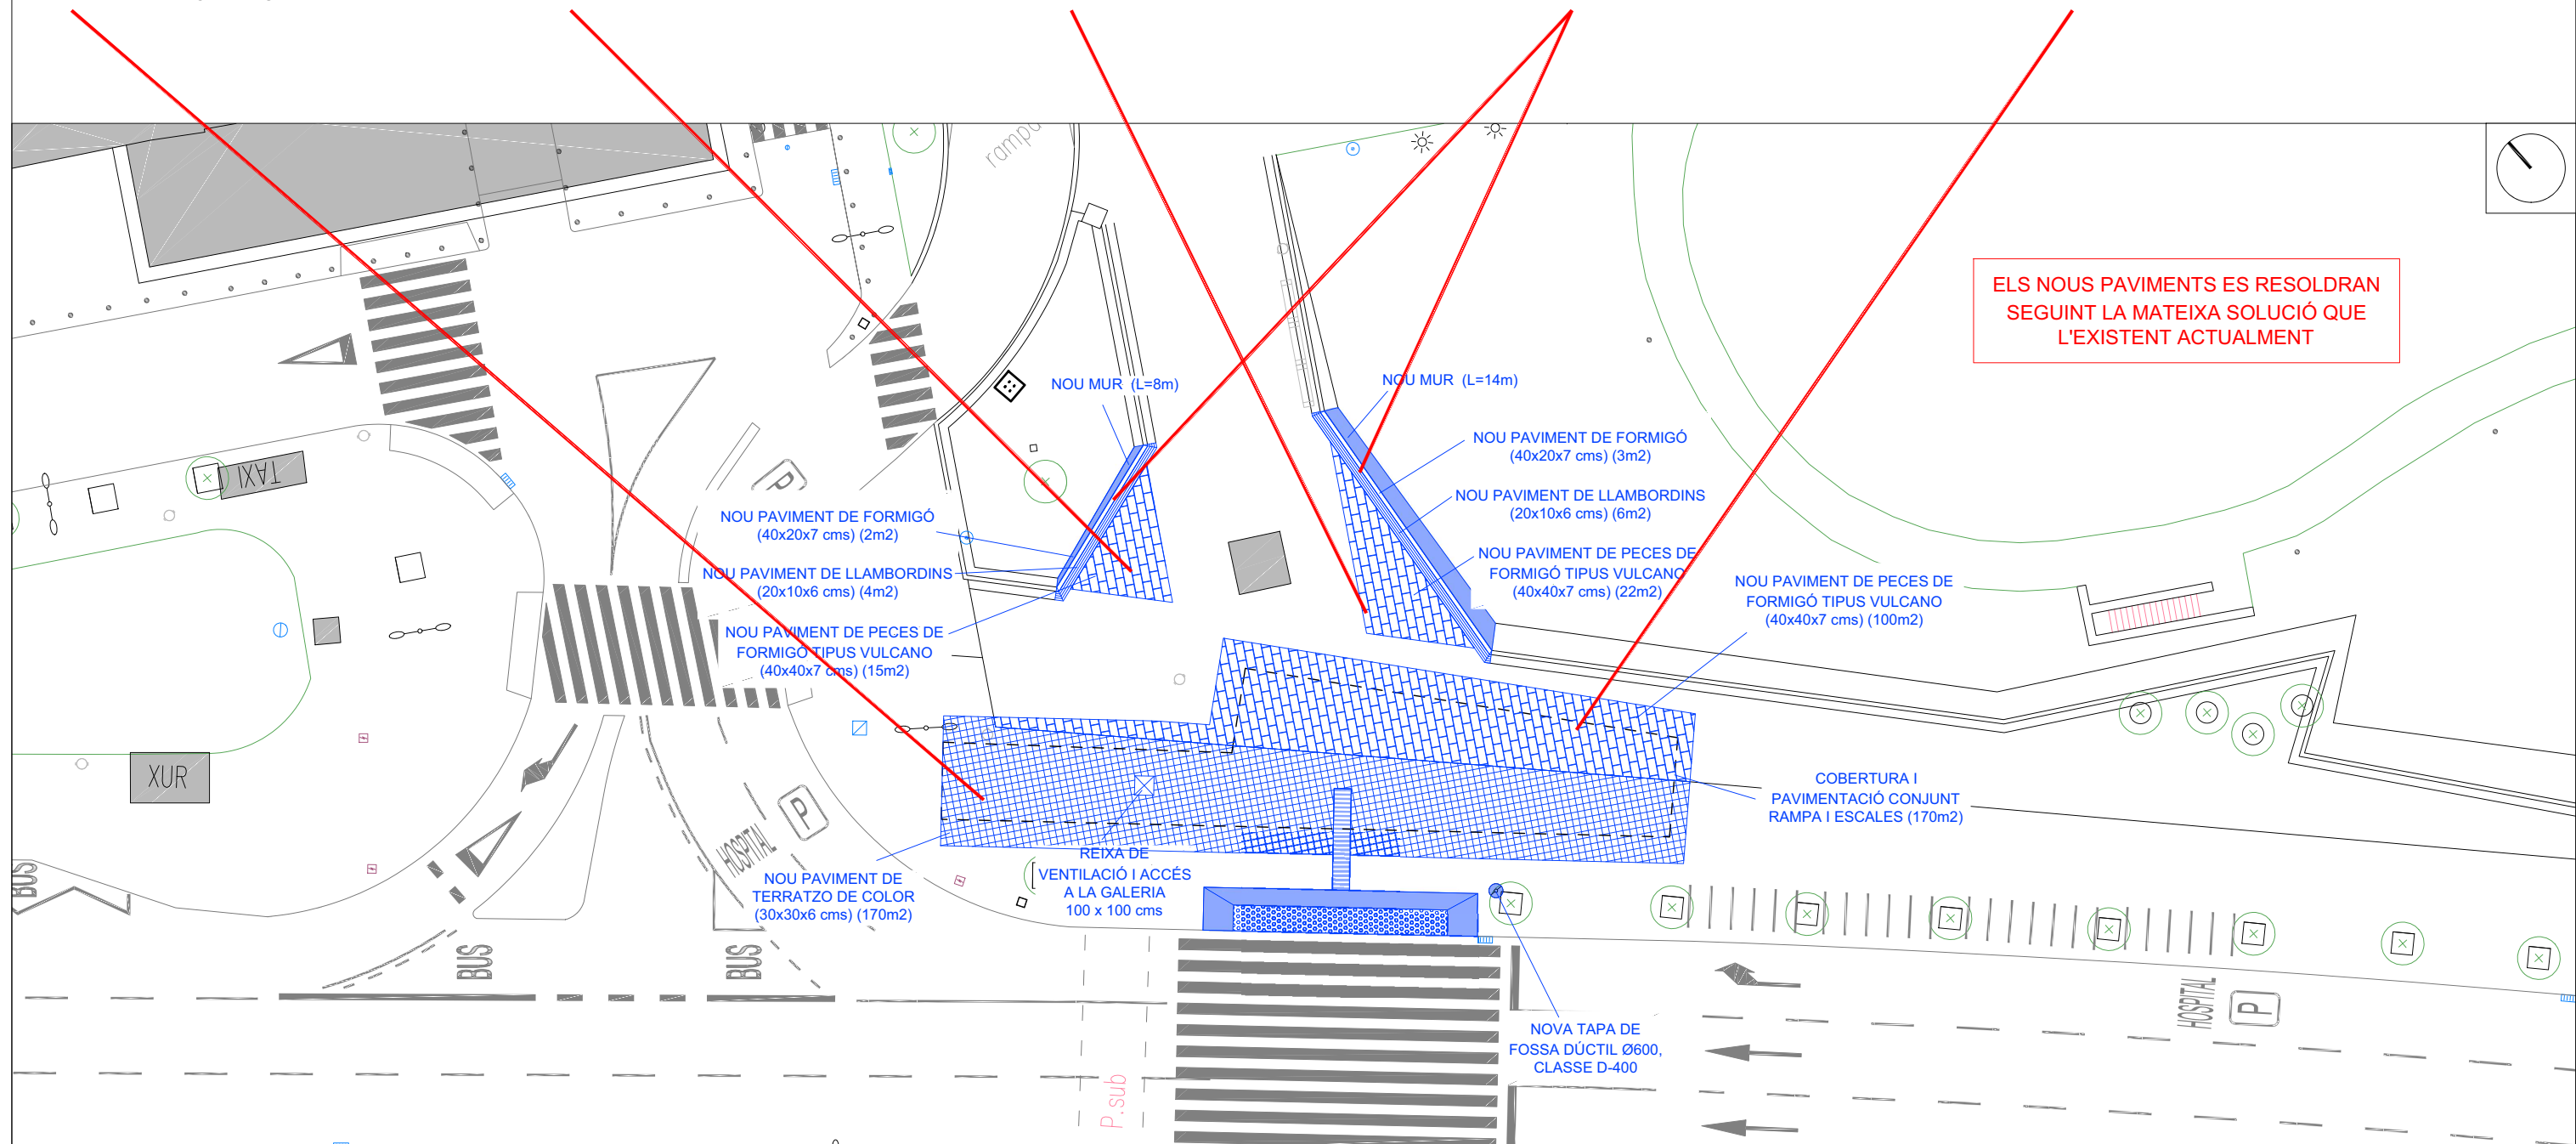 rampa
ELS NOUS PAVIMENTS ES RESOLDRAN
SEGUINT LA MATEIXA SOLUCIÓ QUE
L'EXISTENT ACTUALMENT
NOU MUR (L=8m)
NOU MUR (L=14m)
NOU PAVIMENT DE FORMIGÓ
(40x20x7 cms) (3m2)
NOU PAVIMENT DE LLAMBORDINS
(20x10x6 cms) (6m2)
NOU PAVIMENT DE PECES DE
FORMIGÓ TIPUS VULCANO
(40x40x7 cms) (22m2)
NOU PAVIMENT DE PECES DE
FORMIGÓ TIPUS VULCANO
(40x40x7 cms) (100m2)
TAXI
P
NOU PAVIMENT DE FORMIGÓ
(40x20x7 cms) (2m2)
NOU PAVIMENT DE LLAMBORDINS
(20x10x6 cms) (4m2)
NOU PAVIMENT DE PECES DE
FORMIGÓ TIPUS VULCANO
(40x40x7 cms) (15m2)
XUR
P
HOSPITAL
COBERTURA I
PAVIMENTACIÓ CONJUNT
RAMPA I ESCALES (170m2)
REIXA DE
VENTILACIÓ I ACCÉS
A LA GALERIA
100 x 100 cms
NOU PAVIMENT DE
TERRATZO DE COLOR
(30x30x6 cms) (170m2)
BUS
BUS
BUS
HOSPITAL
P
NOVA TAPA DE
FOSSA DÚCTIL Ø600,
CLASSE D-400
P.sub